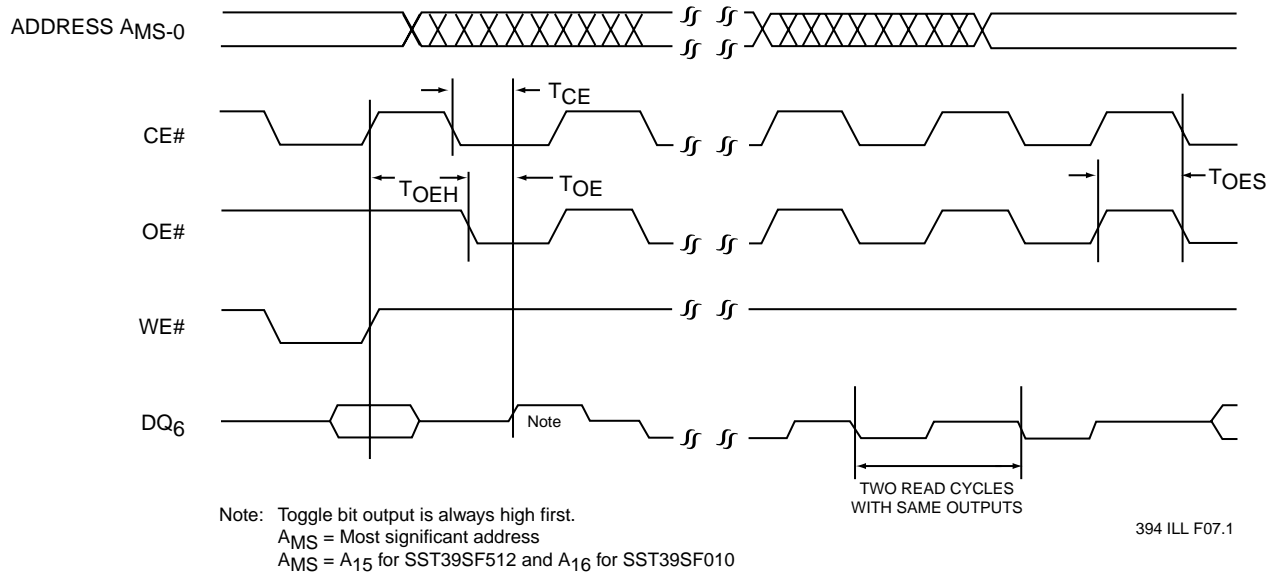 ADDRESS AMS-0
TCE
CE#
TOEH
TOE
TOES
OE#
WE#
DQ6
Note
TWO READ CYCLES
WITH SAME OUTPUTS
Note: Toggle bit output is always high first.
AMS = Most significant address
AMS = A15 for SST39SF512 and A16 for SST39SF010
394 ILL F07.1